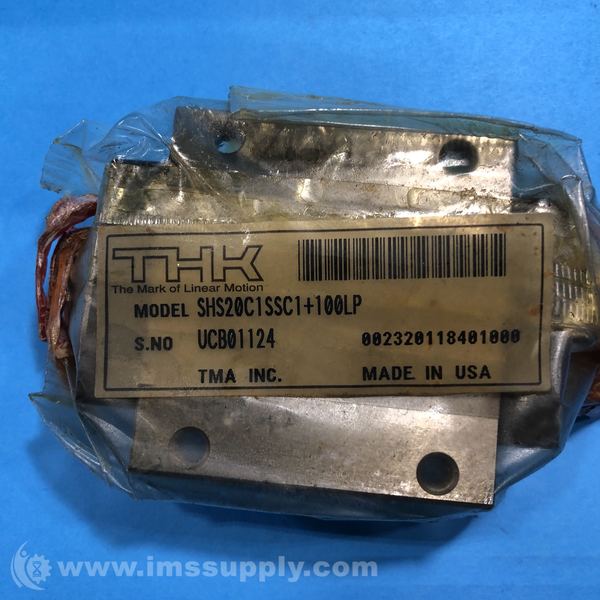 THK
The Mark of Linear Motion
MODEL SHS20C1SSC1+100LP
S.NO UCB01124 002320118401000
TMA INC. MADE IN USA
www.imssupply.com